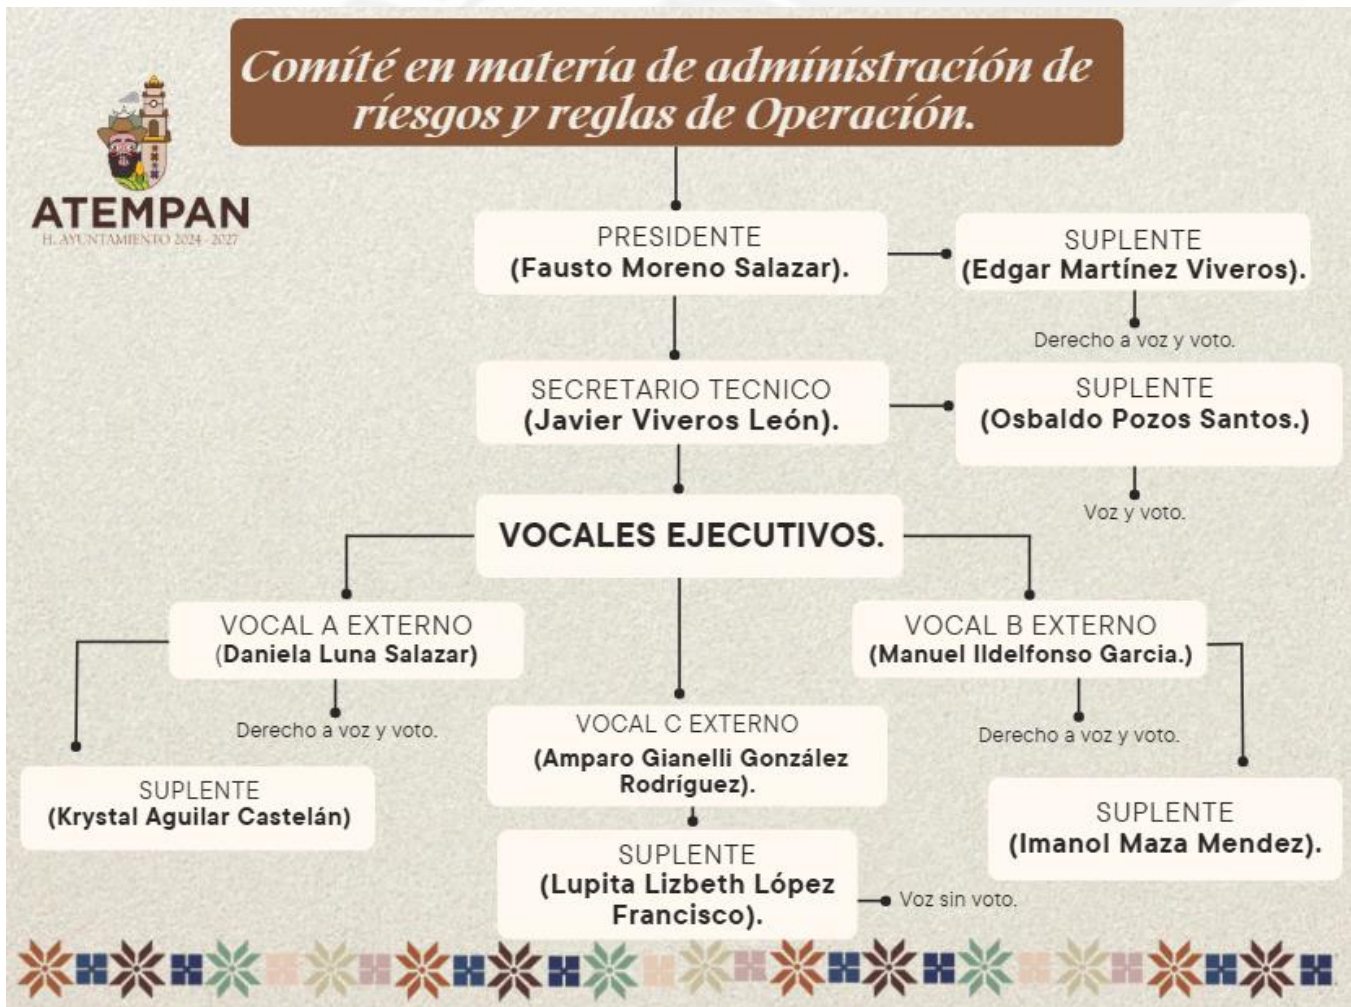 Comité en materia de administración de
riesgos y reglas de Operación.
ATEMPAN
H. AYUNTAMIENTO 2024 - 2027
PRESIDENTE
(Fausto Moreno Salazar).
SUPLENTE
(Edgar Martínez Viveros).
Derecho a voz y voto.
SECRETARIO TECNICO
(Javier Viveros León).
SUPLENTE
(Osbaldo Pozos Santos.)
Voz y voto.
VOCALES EJECUTIVOS.
VOCAL A EXTERNO
(Daniela Luna Salazar)
Derecho a voz y voto.
SUPLENTE
(Krystal Aguilar Castelán)
VOCAL C EXTERNO
(Amparo Gianelli González
Rodríguez).
SUPLENTE
(Lupita Lizbeth López
Francisco).
Voz sin voto.
VOCAL B EXTERNO
(Manuel Ildelfonso Garcia.)
Derecho a voz y voto.
SUPLENTE
(Imanol Maza Mendez).